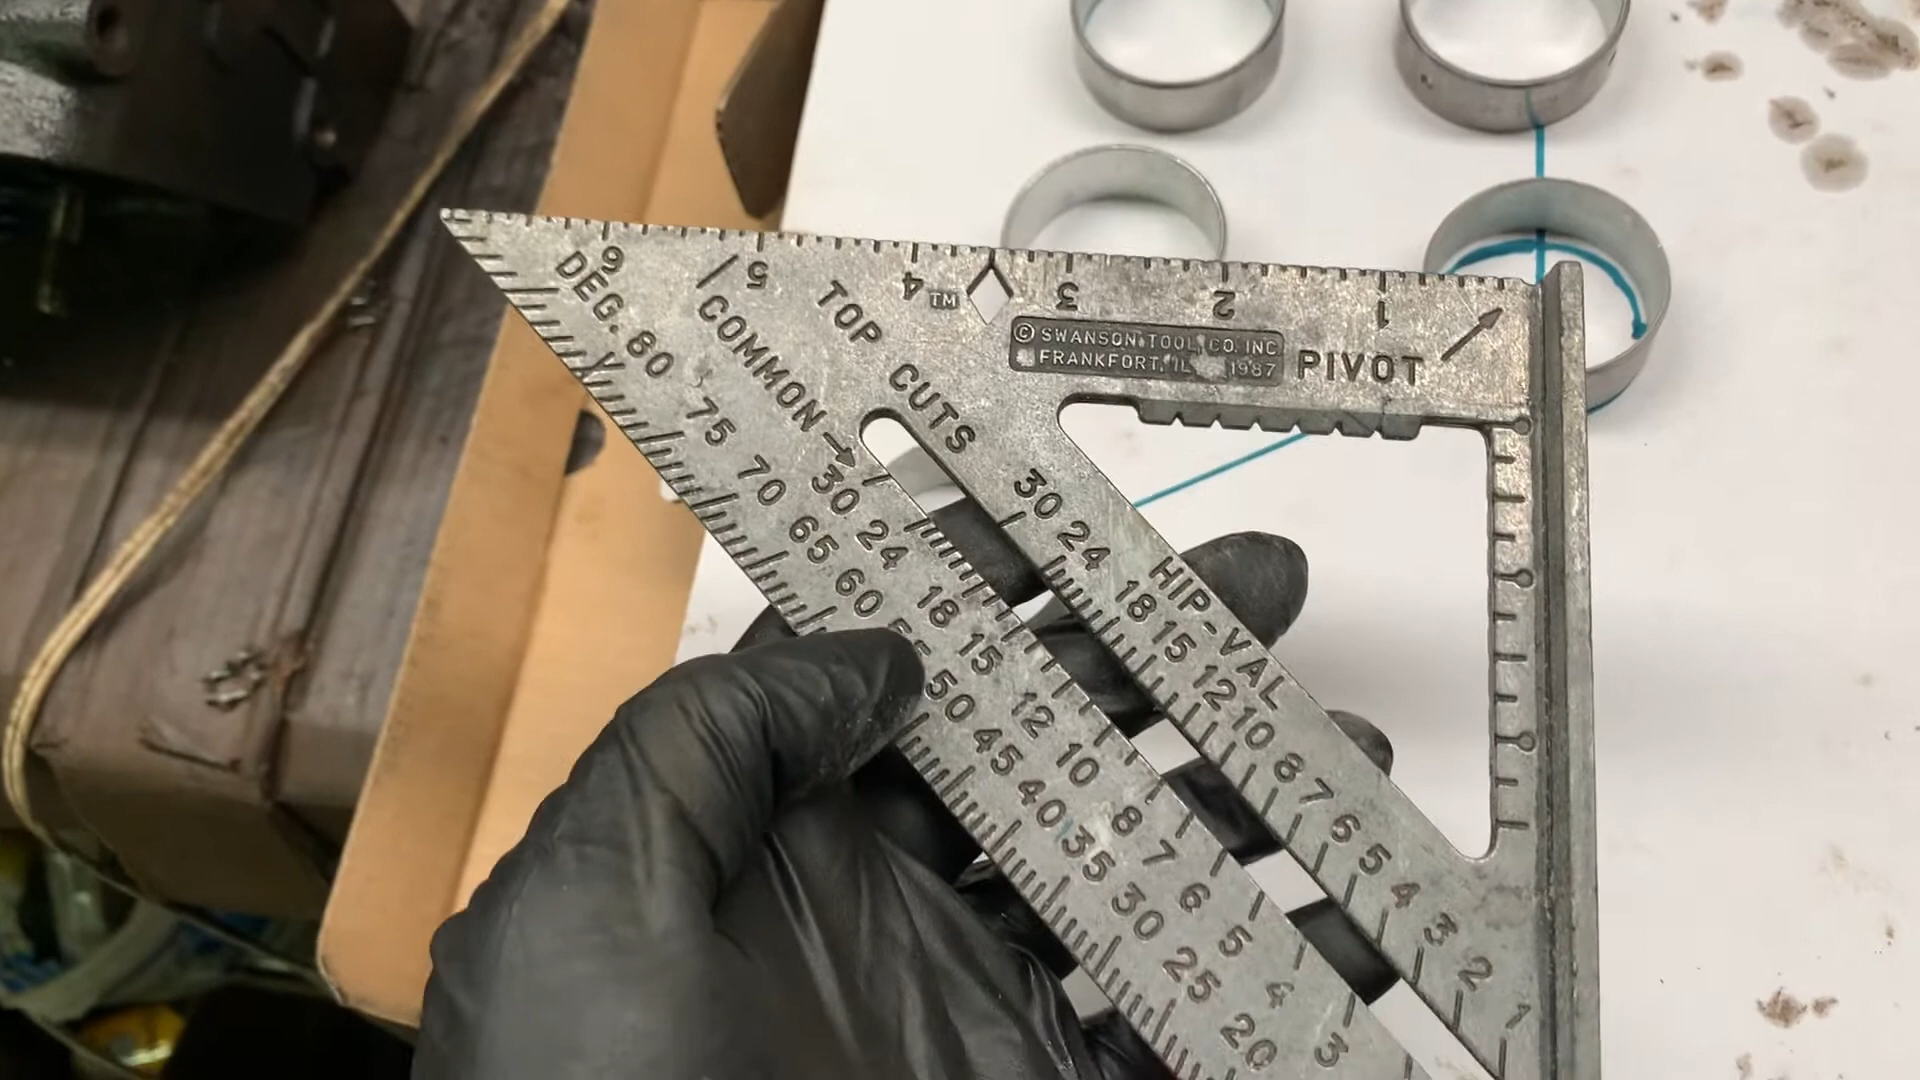 6 5 4 3 2 1
TM
© SWANSON TOOL CO. INC
FRANKFORT, IL 1987
PIVOT
DEG. 80 75 70 65 60 55 50 45 40 35 30 25 20
COMMON 30 24 18 15 12 10 8 7 6 5 4 3
TOP CUTS
30 24 18 15 12 10 8 7 6 5 4 3 2 1
HIP-VAL